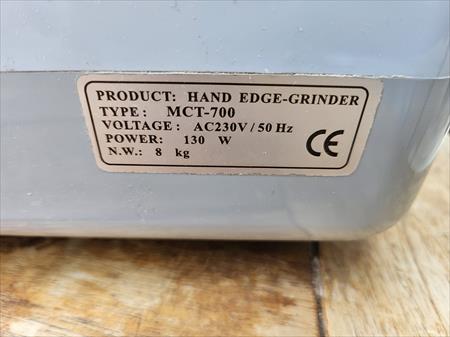 PRODUCT: HAND EDGE-GRINDER
TYPE: MCT-700
VOLTAGE: AC230V/50 Hz
POWER: 130 W
N.W.: 8 kg
CE